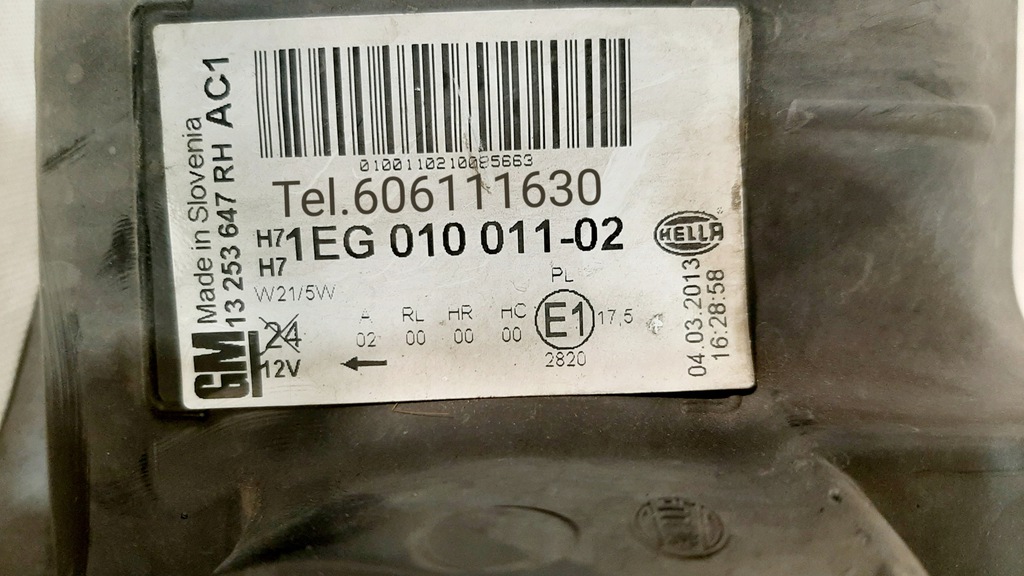 0100110210085663
Tel.606111630
H7 1EG 010 011-02
H7
W21/5W
24
12V
A RL HR HC
02 00 00 00
PL
E1 17,5
2820
HELLA
04.03.2013
16:28:58
Made in Slovenia
13 253 647 RH AC1
GM
HELLA